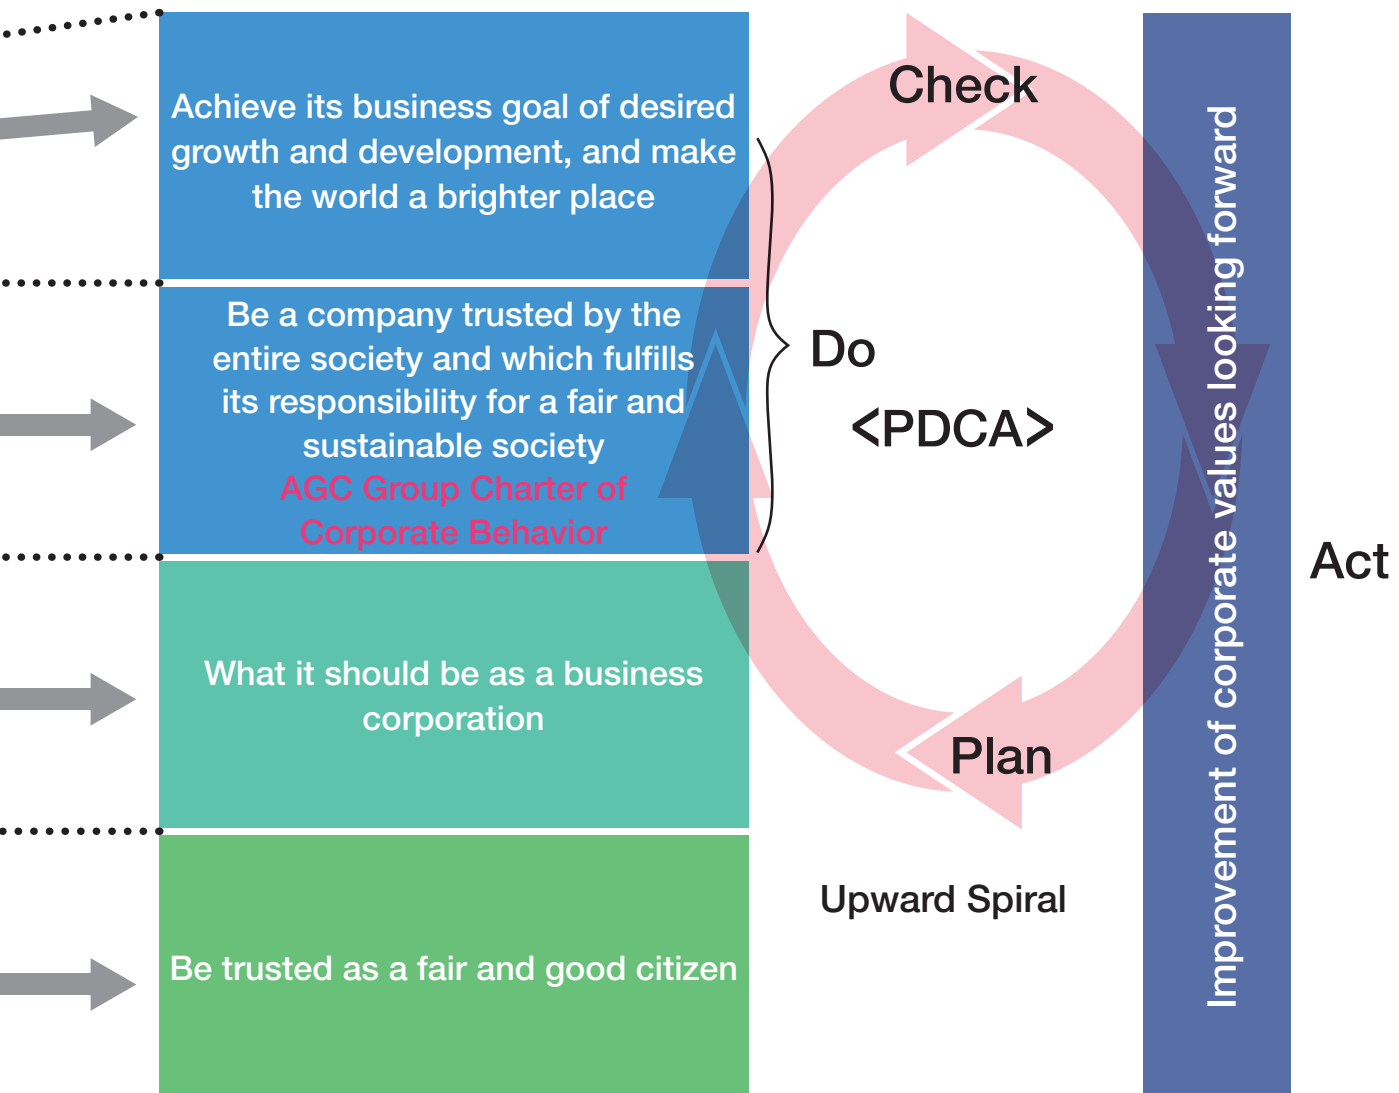 Achieve its business goal of desired
growth and development, and make
the world a brighter place
Be a company trusted by the
entire society and which fulfills
its responsibility for a fair and
sustainable society
AGC Group Charter of
Corporate Behavior
What it should be as a business
corporation
Be trusted as a fair and good citizen
Check
Do
<PDCA>
Plan
Upward Spiral
Improvement of corporate values looking forward
Act